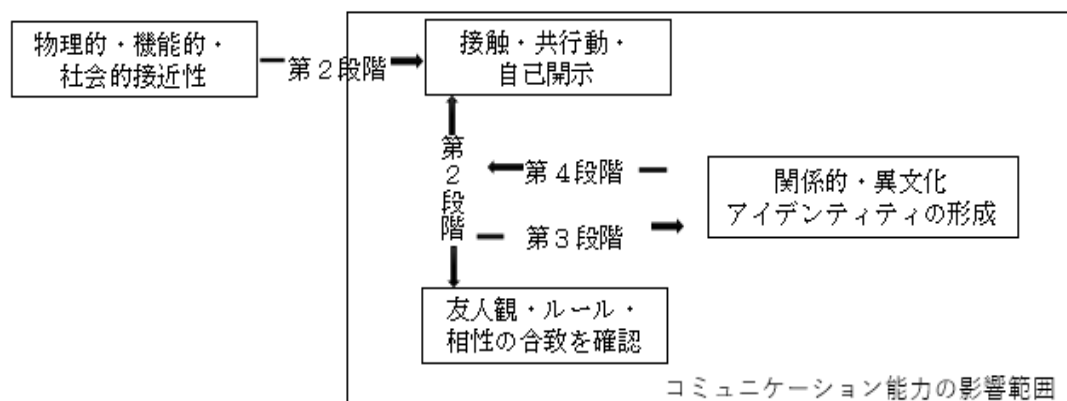 物理的・機能的・
社会的接近性
第２段階
接触・共行動・
自己開示
第２段階
第４段階
第３段階
関係的・異文化
アイデンティティの形成
友人観・ルール・
相性の合致を確認
コミュニケーション能力の影響範囲